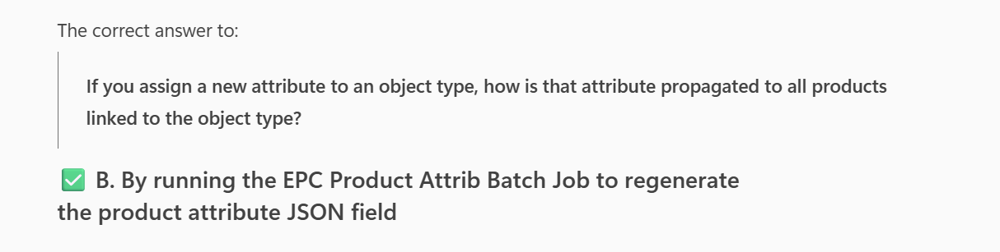 The correct answer to:
If you assign a new attribute to an object type, how is that attribute propagated to all products
linked to the object type?
✅ B. By running the EPC Product Attrib Batch Job to regenerate
the product attribute JSON field